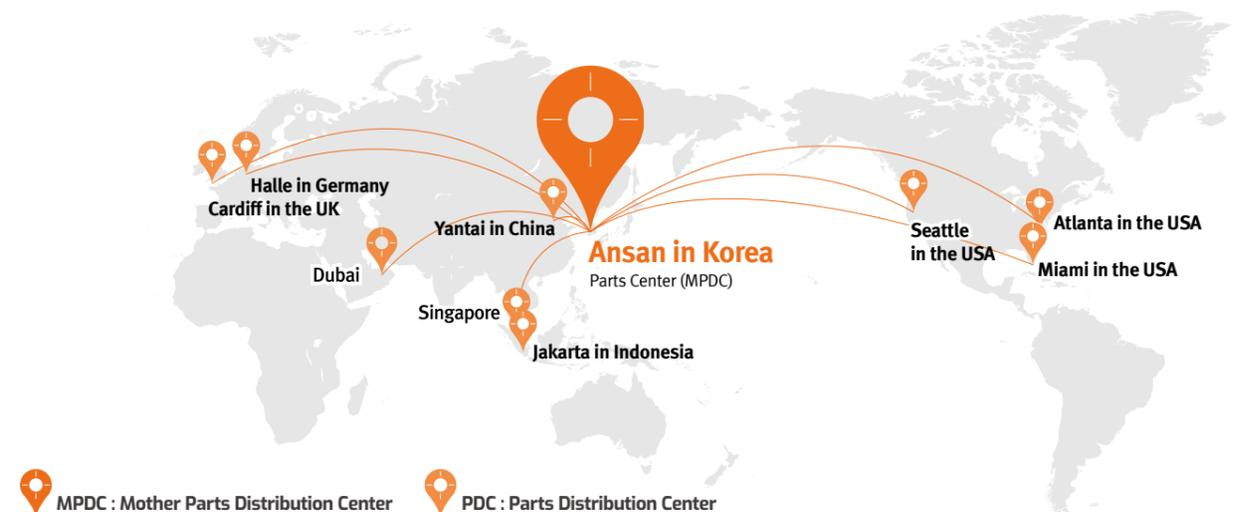 Halle in Germany
Cardiff in the UK
Yantai in China
Dubai
Ansan in Korea
Parts Center (MPDC)
Singapore
Jakarta in Indonesia
Seattle
in the USA
Atlanta in the USA
Miami in the USA
MPDC : Mother Parts Distribution Center
PDC : Parts Distribution Center